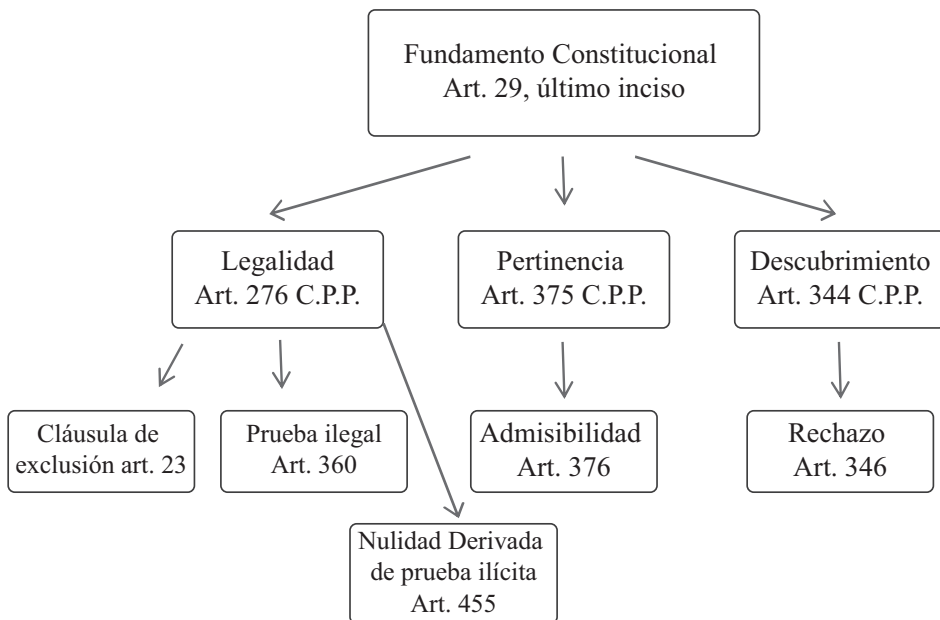 Fundamento Constitucional
Art. 29, último inciso
Legalidad
Art. 276 C.P.P.
Pertinencia
Art. 375 C.P.P.
Descubrimiento
Art. 344 C.P.P.
Cláusula de
exclusión art. 23
Prueba ilegal
Art. 360
Admisibilidad
Art. 376
Rechazo
Art. 346
Nulidad Derivada
de prueba ilícita
Art. 455